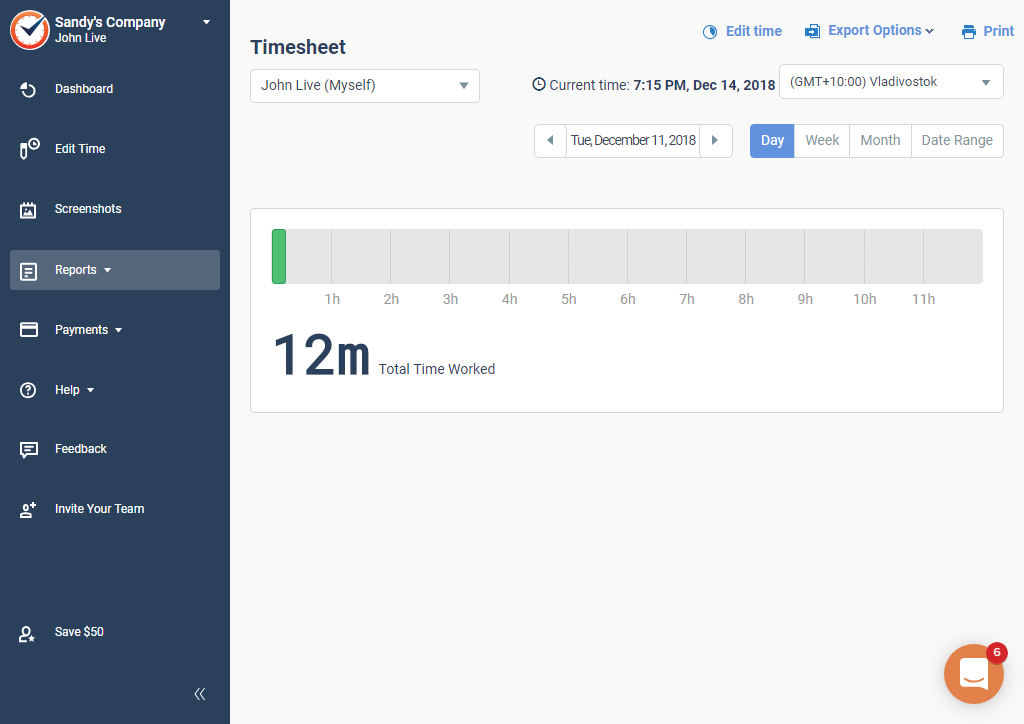 Sandy's Company
John Live
Dashboard
Edit Time
Screenshots
Reports
Payments
Help
Feedback
Invite Your Team
Save $50
Edit time
Export Options
Print
Timesheet
John Live (Myself)
Current time: 7:15 PM, Dec 14, 2018
(GMT+10:00) Vladivostok
Tue, December 11, 2018
Day
Week
Month
Date Range
1h 2h 3h 4h 5h 6h 7h 8h 9h 10h 11h
12m Total Time Worked
6